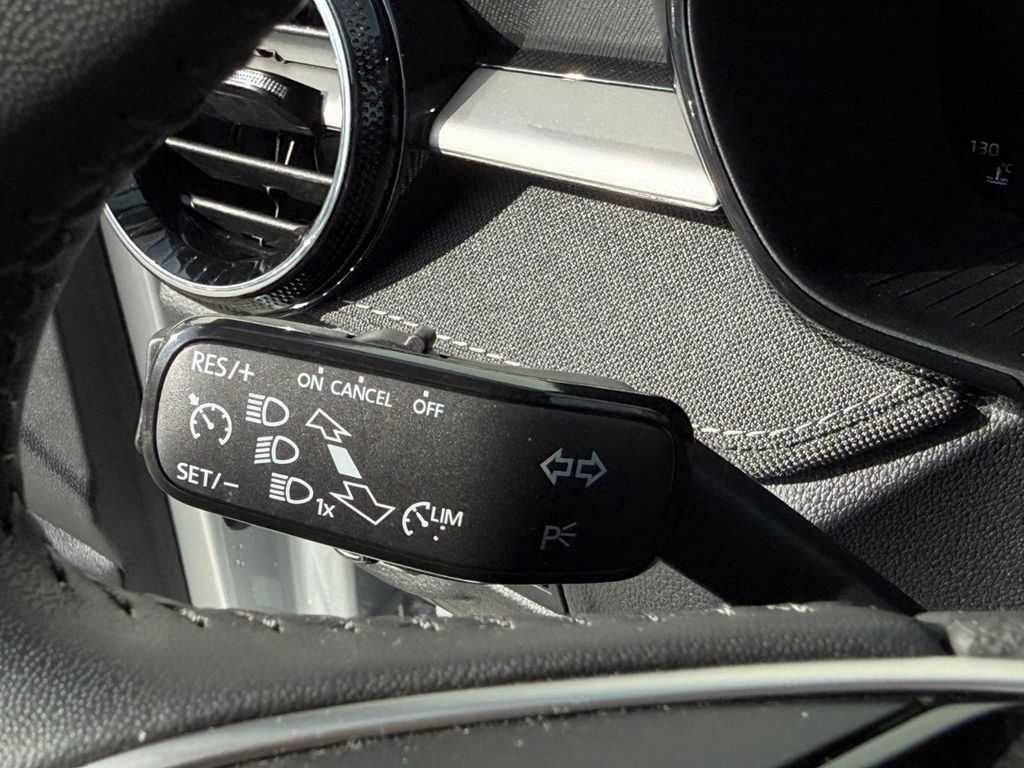 130
°C
RES/+
ON CANCEL OFF
SET/-
1x
LIM
P